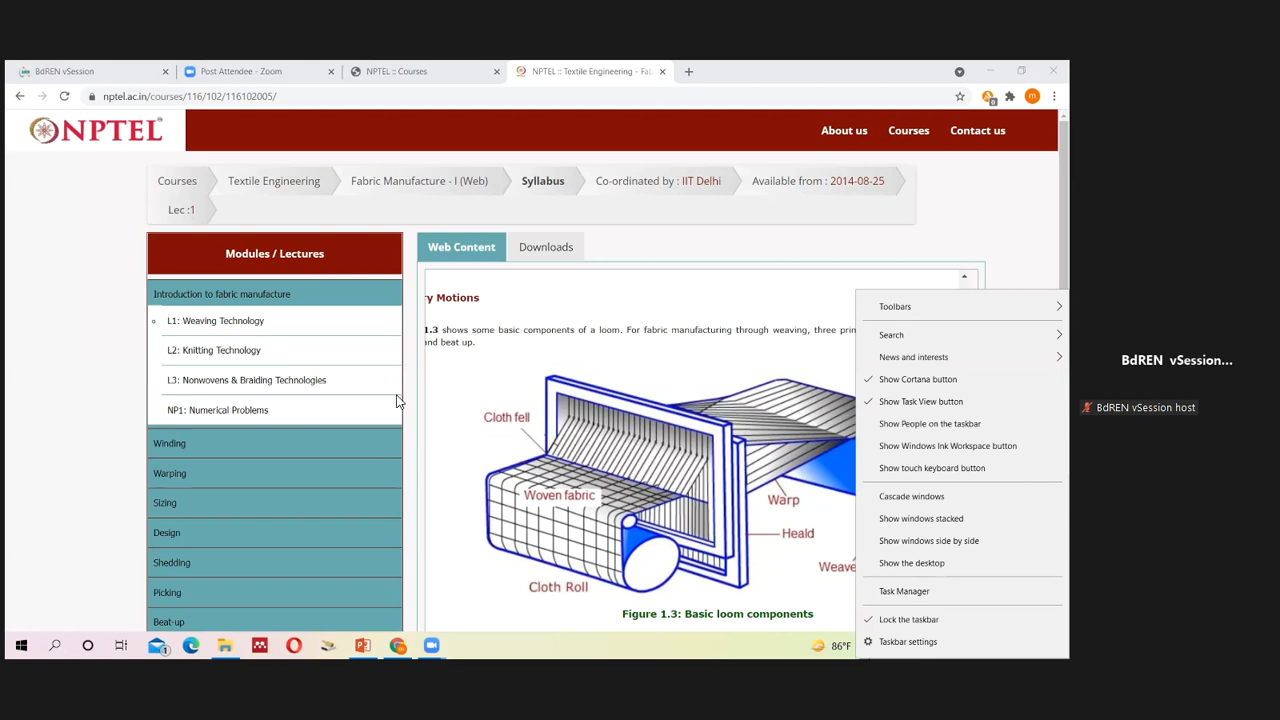 BdREN vSession
Post Attendee - Zoom
NPTEL :: Courses
NPTEL :: Textile Engineering - Fa
nptel.ac.in/courses/116/102/116102005/
m
NPTEL
About us
Courses
Contact us
Courses
Textile Engineering
Fabric Manufacture - I (Web)
Syllabus
Co-ordinated by : IIT Delhi
Available from : 2014-08-25
Lec :1
Modules / Lectures
Introduction to fabric manufacture
L1: Weaving Technology
L2: Knitting Technology
L3: Nonwovens & Braiding Technologies
NP1: Numerical Problems
Winding
Warping
Sizing
Design
Shedding
Picking
Beat-up
Web Content
Downloads
ry Motions
1.3 shows some basic components of a loom. For fabric manufacturing through weaving, three prin
and beat up.
Cloth fell
Woven fabric
Warp
Heald
Weave
Cloth Roll
Figure 1.3: Basic loom components
Toolbars
Search
News and interests
Show Cortana button
Show Task View button
Show People on the taskbar
Show Windows Ink Workspace button
Show touch keyboard button
Cascade windows
Show windows stacked
Show windows side by side
Show the desktop
Task Manager
Lock the taskbar
Taskbar settings
86°F
BdREN vSession...
BdREN vSession host